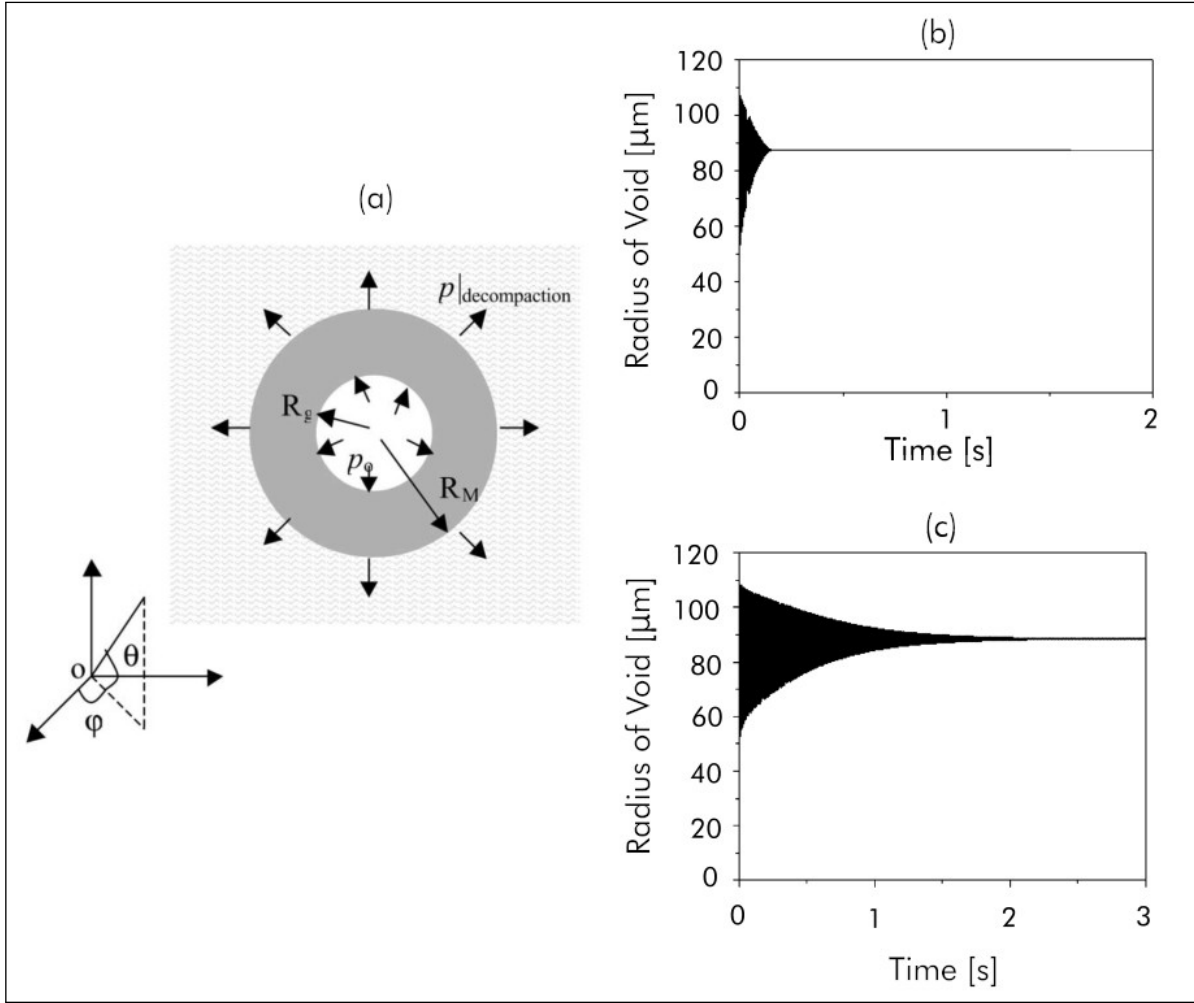 (a)
p|decompaction
Rg
po
RM
o
θ
φ
(b)
Radius of Void [µm]
120
100
80
60
40
20
0
0 1 2
Time [s]
(c)
Radius of Void [µm]
120
100
80
60
40
20
0
0 1 2 3
Time [s]